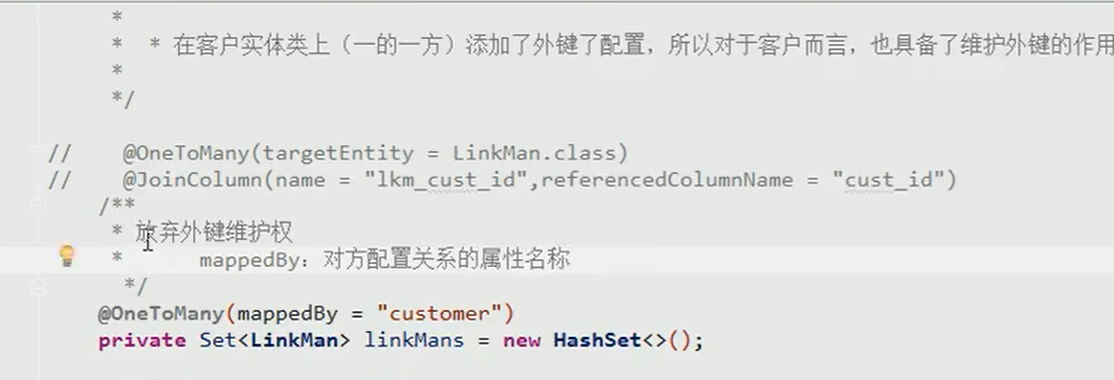 *
* * 在客户实体类上（一的一方）添加了外键了配置，所以对于客户而言，也具备了维护外键的作用
*
*/
// @OneToMany(targetEntity = LinkMan.class)
// @JoinColumn(name = "lkm_cust_id",referencedColumnName = "cust_id")
/**
* 放弃外键维护权
* mappedBy：对方配置关系的属性名称
*/
@OneToMany(mappedBy = "customer")
private Set<LinkMan> linkMans = new HashSet<>();